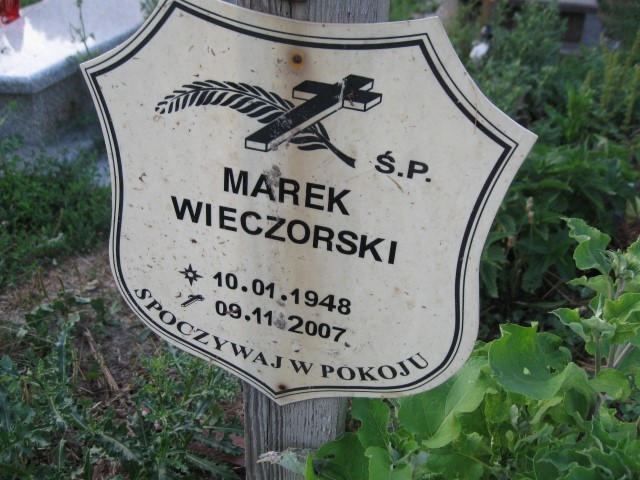 Ś.P.
MAREK
WIECZORSKI
10.01.1948
09.11.2007
SPOCZYWAJ W POKOJU